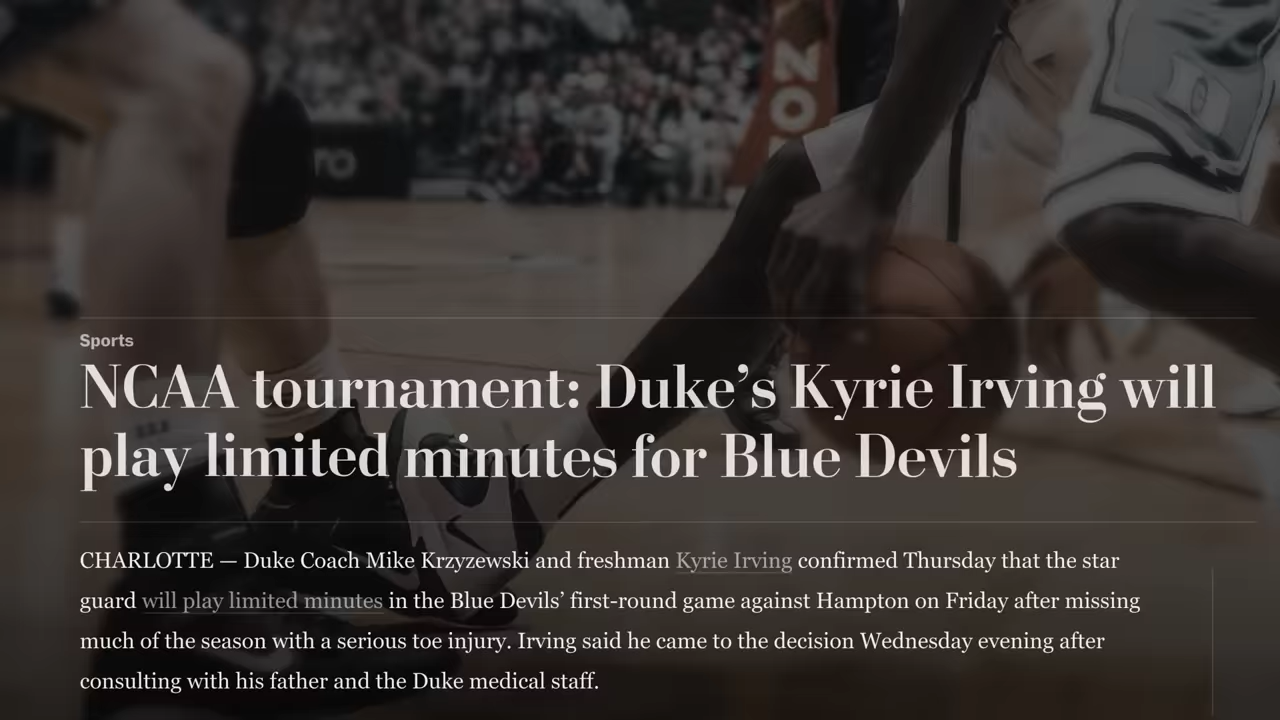 NO
ro
Sports
NCAA tournament: Duke’s Kyrie Irving will
play limited minutes for Blue Devils
CHARLOTTE — Duke Coach Mike Krzyzewski and freshman Kyrie Irving confirmed Thursday that the star
guard will play limited minutes in the Blue Devils’ first-round game against Hampton on Friday after missing
much of the season with a serious toe injury. Irving said he came to the decision Wednesday evening after
consulting with his father and the Duke medical staff.